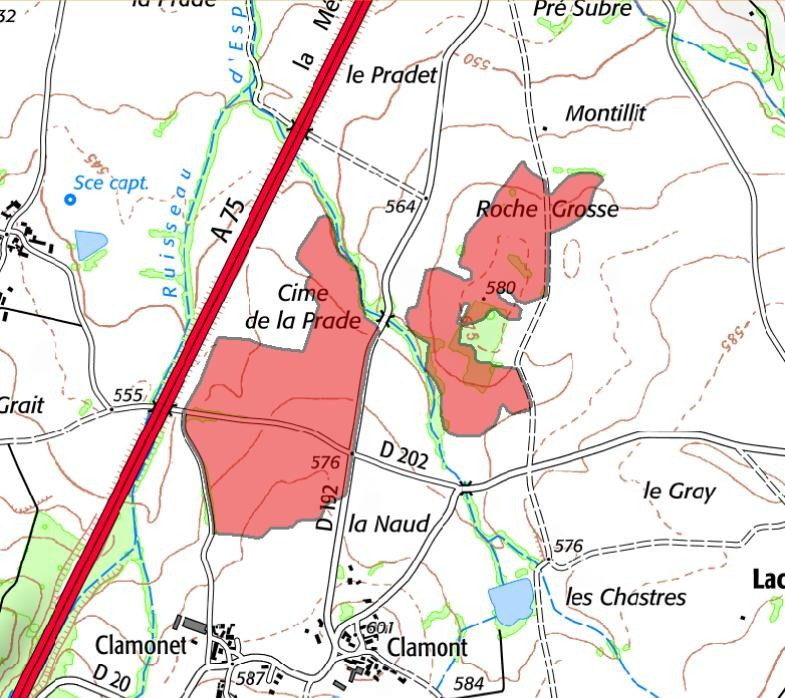 32
la Prade
la Mé
d'Esp
Pré Subre
le Pradet
550
Montillit
545
Sce capt.
564
Roche Grosse
Ruisseau
A 75
580
Cime
de la Prade
585
555
Grait
576
D 202
D 192
le Gray
la Naud
576
Lac
les Chastres
601
Clamonet
Clamont
587
584
D 20